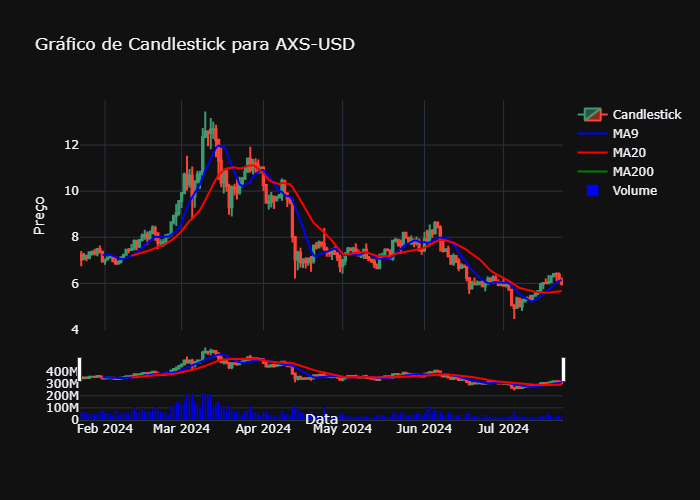 Gráfico de Candlestick para AXS-USD
Candlestick
MA9
MA20
MA200
Volume
Preço
12
10
8
6
4
400M
300M
200M
100M
0
Feb 2024
Mar 2024
Apr 2024
May 2024
Jun 2024
Jul 2024
Data